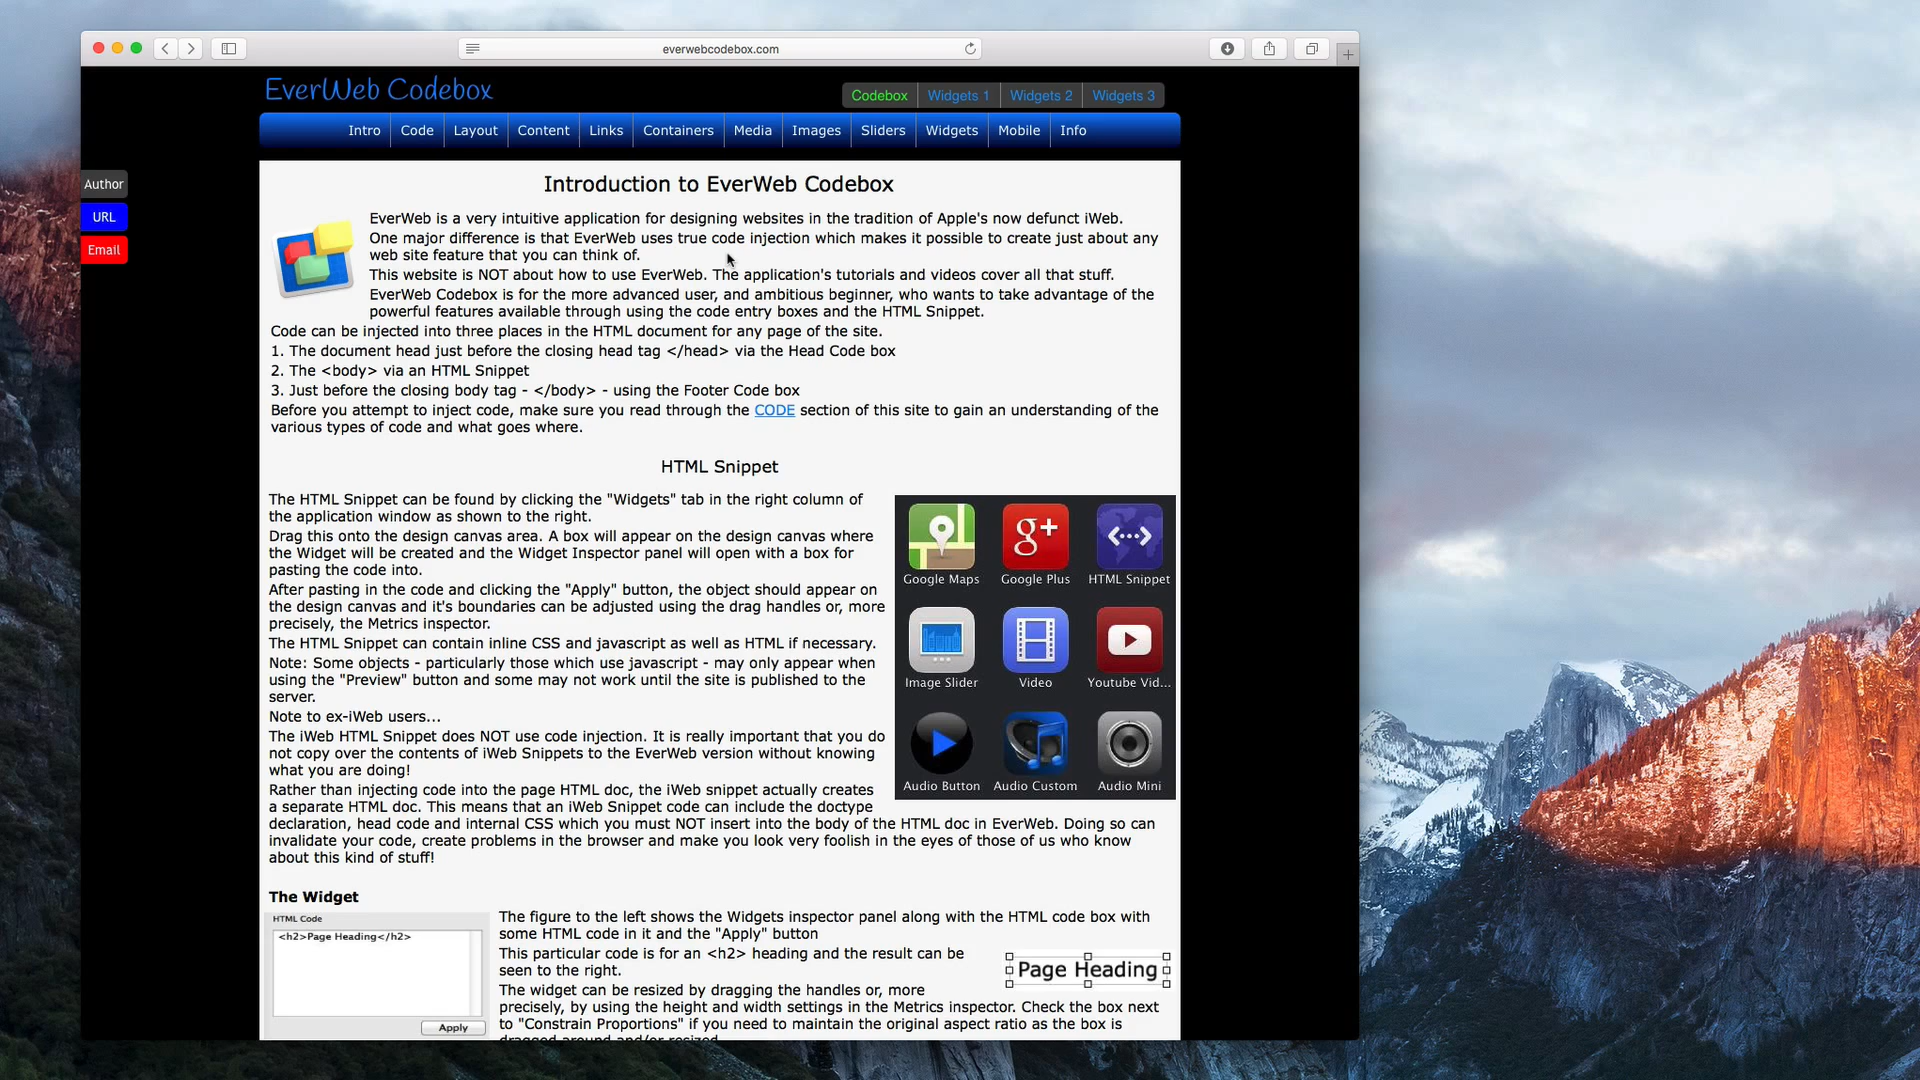 everwebcodebox.com
EverWeb Codebox
Codebox Widgets 1 Widgets 2 Widgets 3
Intro Code Layout Content Links Containers Media Images Sliders Widgets Mobile Info
Author
URL
Email
Introduction to EverWeb Codebox
EverWeb is a very intuitive application for designing websites in the tradition of Apple's now defunct iWeb.
One major difference is that EverWeb uses true code injection which makes it possible to create just about any
web site feature that you can think of.
This website is NOT about how to use EverWeb. The application's tutorials and videos cover all that stuff.
EverWeb Codebox is for the more advanced user, and ambitious beginner, who wants to take advantage of the
powerful features available through using the code entry boxes and the HTML Snippet.
Code can be injected into three places in the HTML document for any page of the site.
1. The document head just before the closing head tag </head> via the Head Code box
2. The <body> via an HTML Snippet
3. Just before the closing body tag - </body> - using the Footer Code box
Before you attempt to inject code, make sure you read through the CODE section of this site to gain an understanding of the
various types of code and what goes where.
HTML Snippet
The HTML Snippet can be found by clicking the "Widgets" tab in the right column of
the application window as shown to the right.
Drag this onto the design canvas area. A box will appear on the design canvas where
the Widget will be created and the Widget Inspector panel will open with a box for
pasting the code into.
After pasting in the code and clicking the "Apply" button, the object should appear on
the design canvas and it's boundaries can be adjusted using the drag handles or, more
precisely, the Metrics inspector.
The HTML Snippet can contain inline CSS and javascript as well as HTML if necessary.
Note: Some objects - particularly those which use javascript - may only appear when
using the "Preview" button and some may not work until the site is published to the
server.
Note to ex-iWeb users...
The iWeb HTML Snippet does NOT use code injection. It is really important that you do
not copy over the contents of iWeb Snippets to the EverWeb version without knowing
what you are doing!
Rather than injecting code into the page HTML doc, the iWeb snippet actually creates
a separate HTML doc. This means that an iWeb Snippet code can include the doctype
declaration, head code and internal CSS which you must NOT insert into the body of the HTML doc in EverWeb. Doing so can
invalidate your code, create problems in the browser and make you look very foolish in the eyes of those of us who know
about this kind of stuff!
g+
Google Maps Google Plus HTML Snippet
Image Slider Video Youtube Vid...
Audio Button Audio Custom Audio Mini
The Widget
HTML Code
<h2>Page Heading</h2>
Apply
The figure to the left shows the Widgets inspector panel along with the HTML code box with
some HTML code in it and the "Apply" button
This particular code is for an <h2> heading and the result can be
seen to the right.
Page Heading
The widget can be resized by dragging the handles or, more
precisely, by using the height and width settings in the Metrics inspector. Check the box next
to "Constrain Proportions" if you need to maintain the original aspect ratio as the box is
dragged around and/or resized